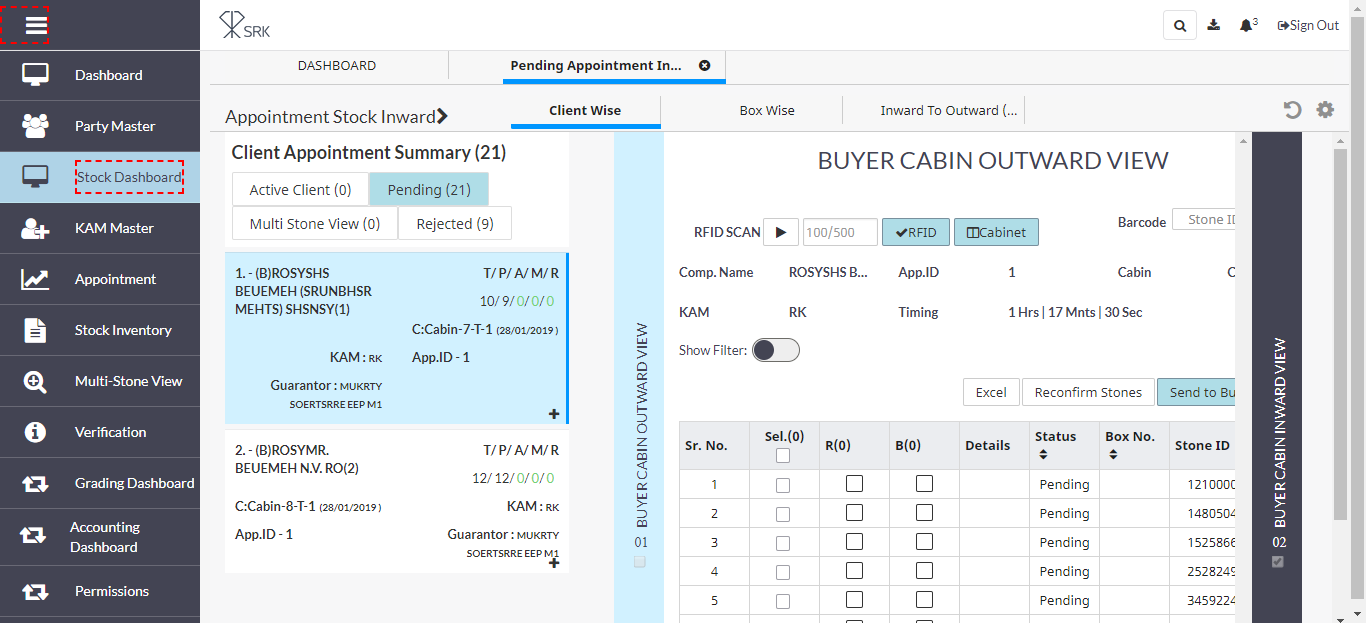 SRK
3
Sign Out
Dashboard
Party Master
Stock Dashboard
KAM Master
Appointment
Stock Inventory
Multi-Stone View
Verification
Grading Dashboard
Accounting
Dashboard
Permissions
DASHBOARD
Pending Appointment In...
Appointment Stock Inward
Client Wise
Box Wise
Inward To Outward (...
Client Appointment Summary (21)
Active Client (0)
Pending (21)
Multi Stone View (0)
Rejected (9)
1. - (B)ROSYSHS
BEUEMEH (SRUNBHSR
MEHTS) SHSNSY(1)
T/ P/ A/ M/ R
10/ 9/ 0/ 0/ 0
C:Cabin-7-T-1 (28/01/2019 )
KAM : RK
App.ID - 1
Guarantor : MUKRTY
SOERTSRRE EEP M1
2. - (B)ROSYMR.
BEUEMEH N.V. RO(2)
T/ P/ A/ M/ R
12/ 12/ 0/ 0/ 0
C:Cabin-8-T-1 (28/01/2019 )
KAM : RK
App.ID - 1
Guarantor : MUKRTY
SOERTSRRE EEP M1
BUYER CABIN OUTWARD VIEW
01
BUYER CABIN OUTWARD VIEW
RFID SCAN
100/500
RFID
Cabinet
Barcode
Stone ID
Comp. Name
ROSYSHS B...
App.ID
1
Cabin
C
KAM
RK
Timing
1 Hrs | 17 Mnts | 30 Sec
Show Filter:
Excel
Reconfirm Stones
Send to Bu
Sr. No. Sel.(0) R(0) B(0) Details Status Box No. Stone ID
1 Pending 1210000
2 Pending 1480504
3 Pending 1525866
4 Pending 2528249
5 Pending 3459224
BUYER CABIN INWARD VIEW
02